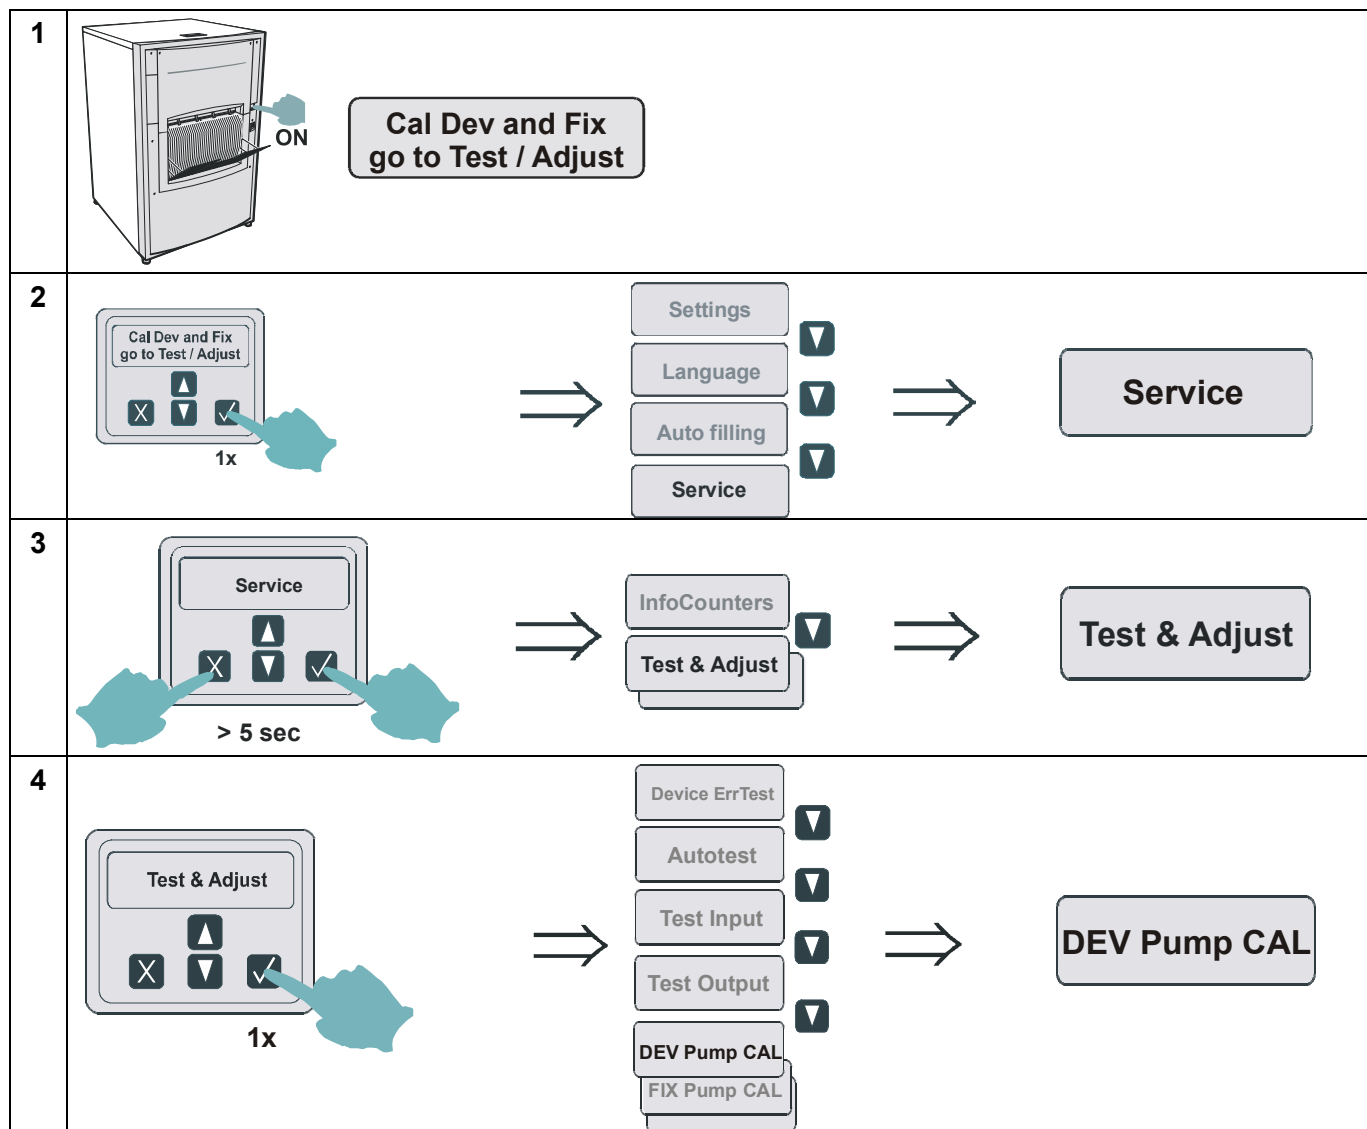 1
ON
Cal Dev and Fix
go to Test / Adjust
2
Cal Dev and Fix
go to Test / Adjust
X
1x
Settings
Language
Auto filling
Service
Service
3
Service
X
> 5 sec
InfoCounters
Test & Adjust
Test & Adjust
4
Test & Adjust
X
1x
Device ErrTest
Autotest
Test Input
Test Output
DEV Pump CAL
FIX Pump CAL
DEV Pump CAL